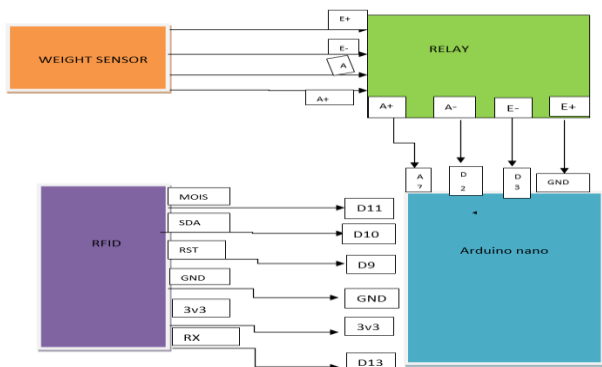 E+
WEIGHT SENSOR
E-
A
A+
RELAY
A+
A-
E-
E+
A
7
D
2
D
3
GND
RFID
MOIS
SDA
RST
GND
3v3
RX
D11
D10
D9
GND
3v3
D13
Arduino nano